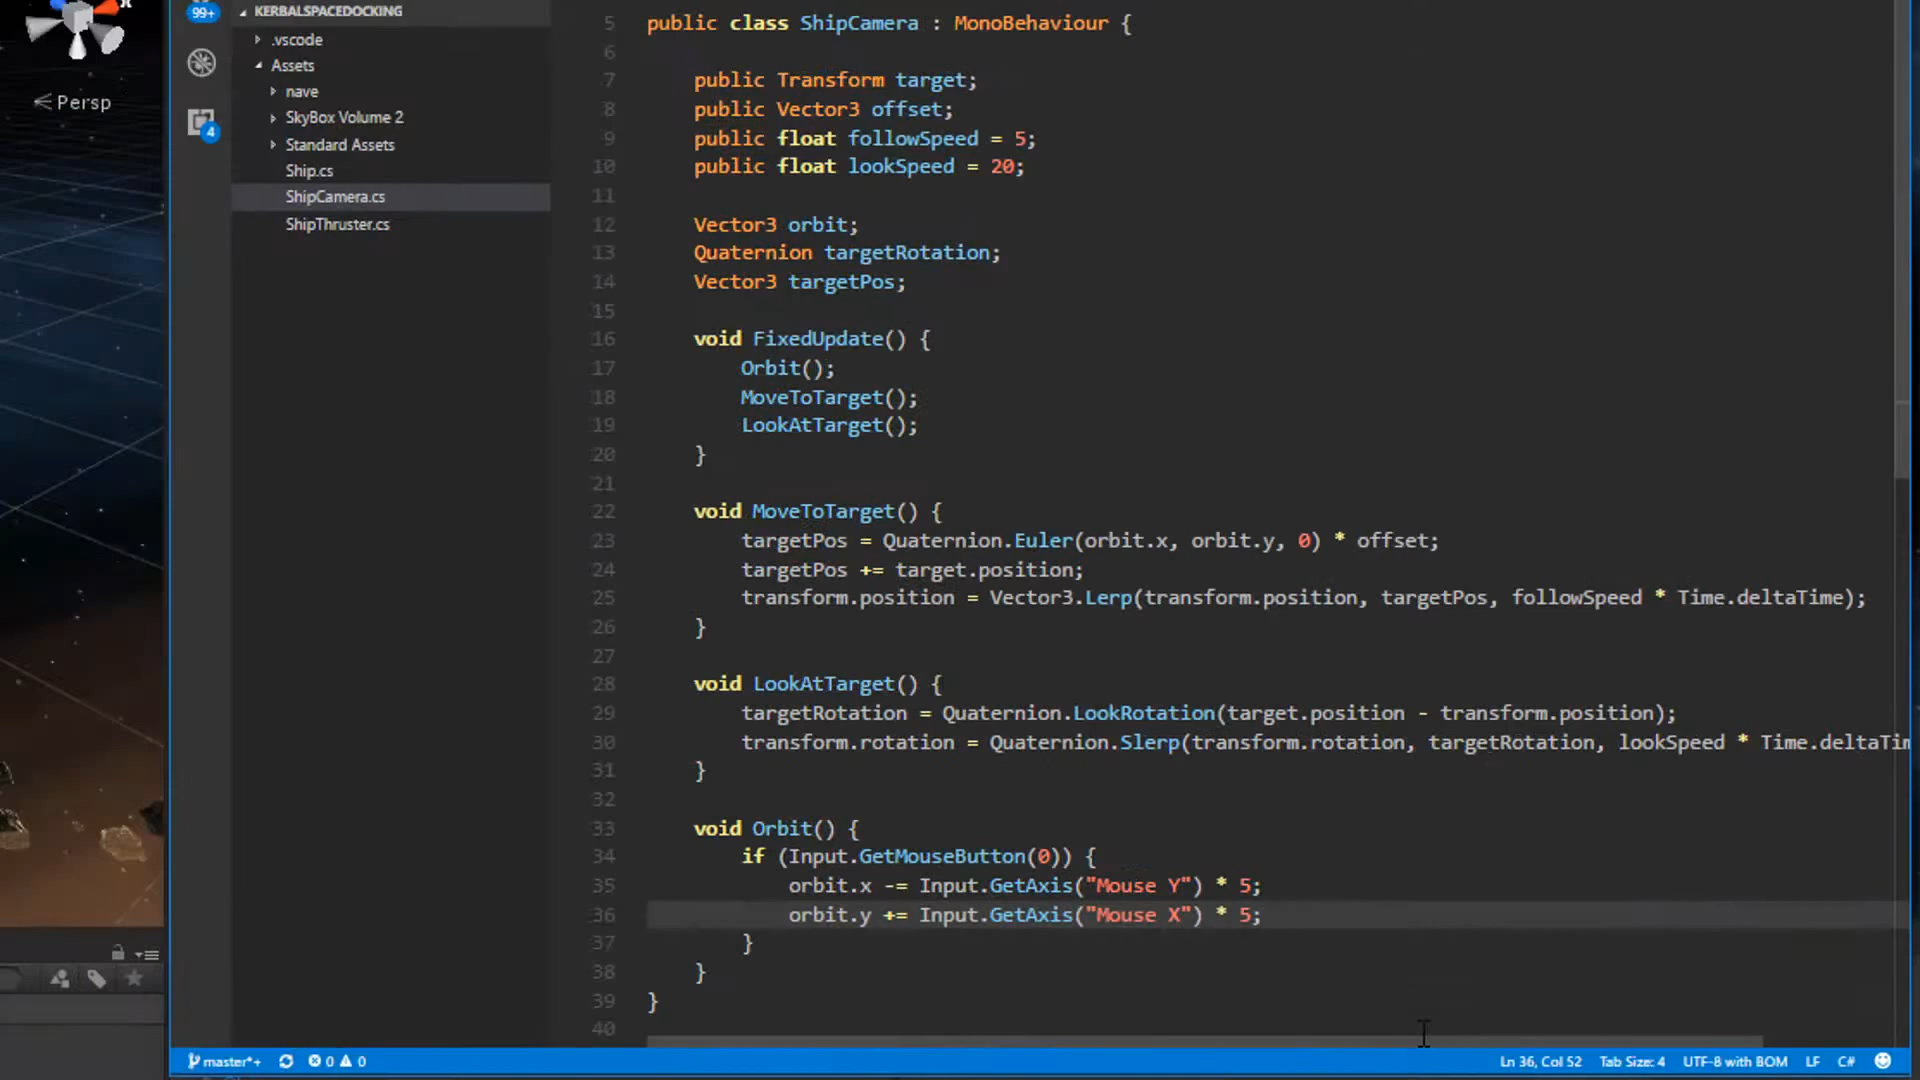 99+
KERBALSPACEDOCKING
.vscode
Assets
nave
SkyBox Volume 2
Standard Assets
Ship.cs
ShipCamera.cs
ShipThruster.cs
4
Persp
5 public class ShipCamera : MonoBehaviour {
6
7 public Transform target;
8 public Vector3 offset;
9 public float followSpeed = 5;
10 public float lookSpeed = 20;
11
12 Vector3 orbit;
13 Quaternion targetRotation;
14 Vector3 targetPos;
15
16 void FixedUpdate() {
17 Orbit();
18 MoveToTarget();
19 LookAtTarget();
20 }
21
22 void MoveToTarget() {
23 targetPos = Quaternion.Euler(orbit.x, orbit.y, 0) * offset;
24 targetPos += target.position;
25 transform.position = Vector3.Lerp(transform.position, targetPos, followSpeed * Time.deltaTime);
26 }
27
28 void LookAtTarget() {
29 targetRotation = Quaternion.LookRotation(target.position - transform.position);
30 transform.rotation = Quaternion.Slerp(transform.rotation, targetRotation, lookSpeed * Time.deltaTim
31 }
32
33 void Orbit() {
34 if (Input.GetMouseButton(0)) {
35 orbit.x -= Input.GetAxis("Mouse Y") * 5;
36 orbit.y += Input.GetAxis("Mouse X") * 5;
37 }
38 }
39 }
40
master*+ 0 0 Ln 36, Col 52 Tab Size: 4 UTF-8 with BOM LF C#